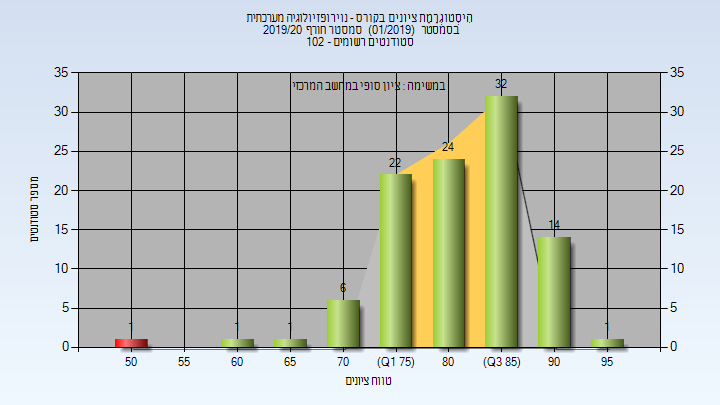 היסטוגרמת ציונים בקורס - נוירופזיולוגיה מערכתית
בסמסטר (01/2019) סמסטר חורף 2019/20
סטודנטים רשומים - 102
במשימה : ציון סופי במחשב המרכזי
מספר סטודנטים
35 35
30 30
25 25
20 20
15 15
10 10
5 5
0 0
1 1 1 6 22 24 32 14 1
50 55 60 65 70 (Q1 75) 80 (Q3 85) 90 95
טווח ציונים